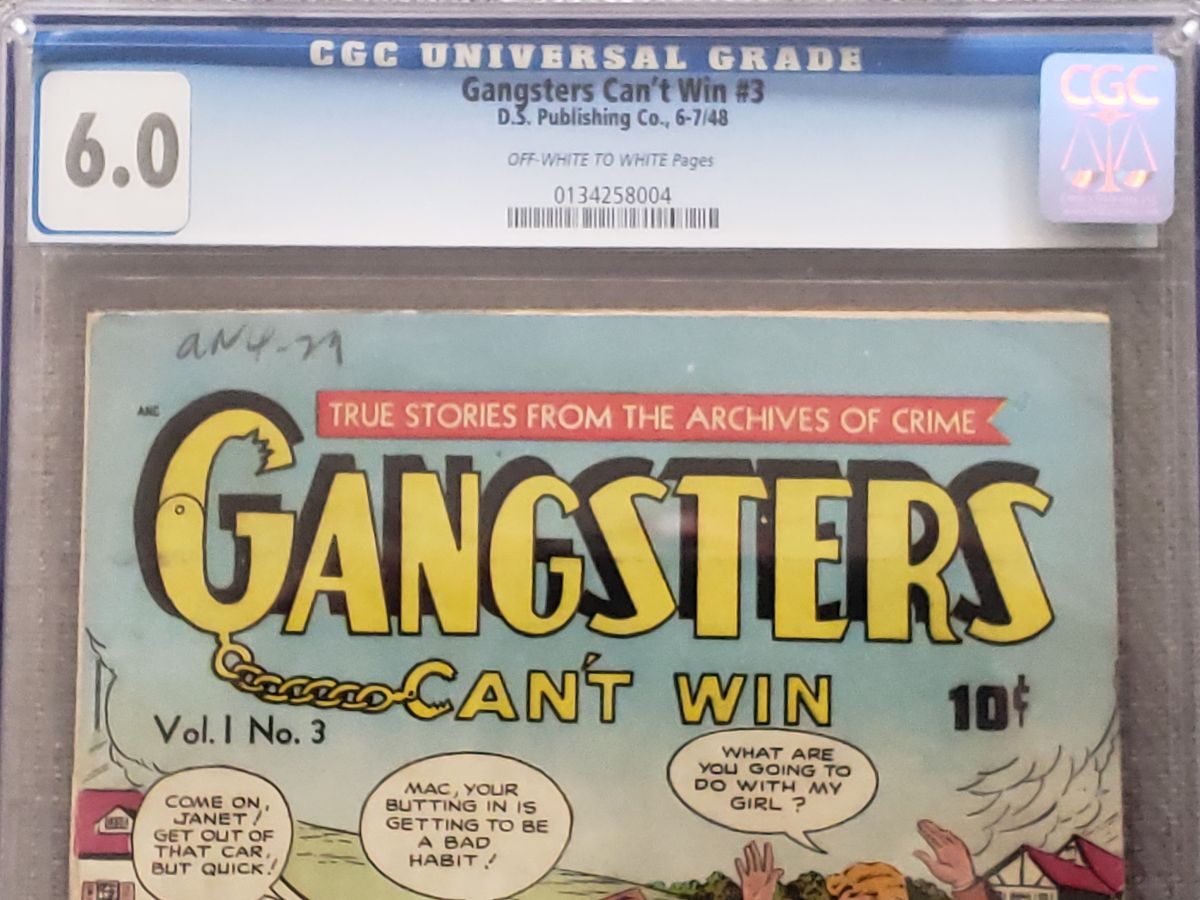 CGC UNIVERSAL GRADE
6.0
Gangsters Can't Win #3
D.S. Publishing Co., 6-7/48
OFF-WHITE TO WHITE Pages
0134258004
CGC
ANC
TRUE STORIES FROM THE ARCHIVES OF CRIME
GANGSTERS
CAN'T WIN
10¢
Vol. 1 No. 3
COME ON,
JANET!
GET OUT OF
THAT CAR,
BUT QUICK!
MAC, YOUR
BUTTING IN IS
GETTING TO BE
A BAD
HABIT!
WHAT ARE
YOU GOING TO
DO WITH MY
GIRL?